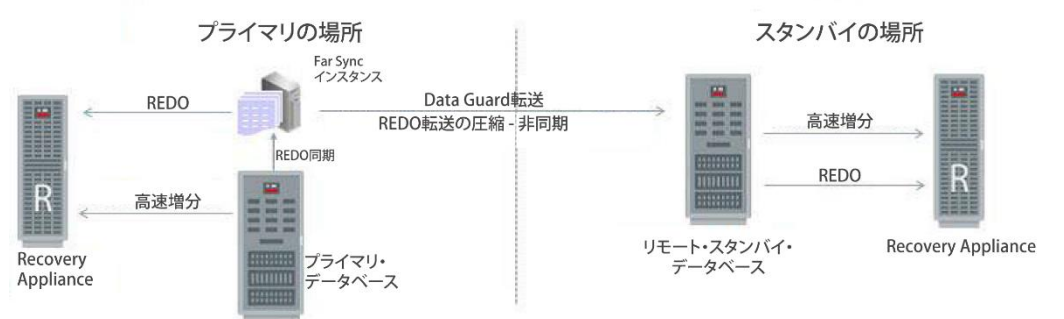 プライマリの場所
スタンバイの場所
Far Sync
インスタンス
REDO
Data Guard転送
REDO転送の圧縮 - 非同期
REDO同期
高速増分
R
Recovery
Appliance
プライマリ・
データベース
高速増分
REDO
R
リモート・スタンバイ・
データベース
Recovery Appliance